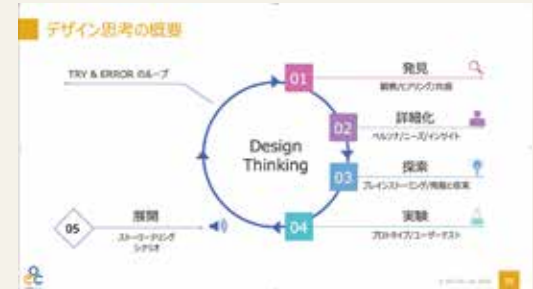 デザイン思考の概要
TRY & ERROR のループ
01
発見
観察/ヒアリング/共感
02
詳細化
ペルソナ/ニーズ/インサイト
Design
Thinking
03
探索
ブレインストーミング/発散と収束
04
実験
プロトタイプ/ユーザーテスト
05
展開
ストーリーテリング
シナリオ